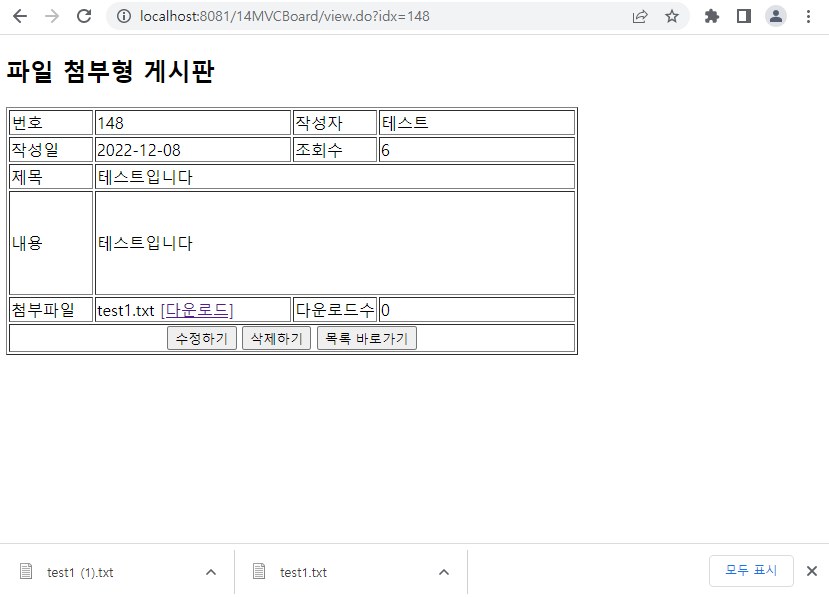 localhost:8081/14MVCBoard/view.do?idx=148
파일 첨부형 게시판
번호 148 작성자 테스트
작성일 2022-12-08 조회수 6
제목 테스트입니다
내용 테스트입니다
첨부파일 test1.txt [다운로드] 다운로드수 0
수정하기 삭제하기 목록 바로가기
test1 (1).txt test1.txt 모두 표시